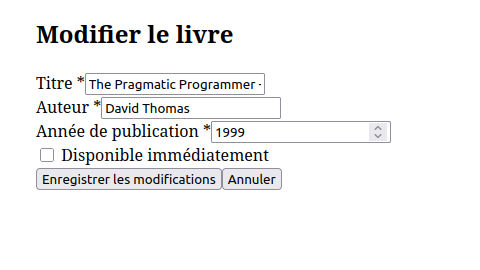 Modifier le livre
Titre * The Pragmatic Programmer -
Auteur * David Thomas
Année de publication * 1999
Disponible immédiatement
Enregistrer les modifications Annuler